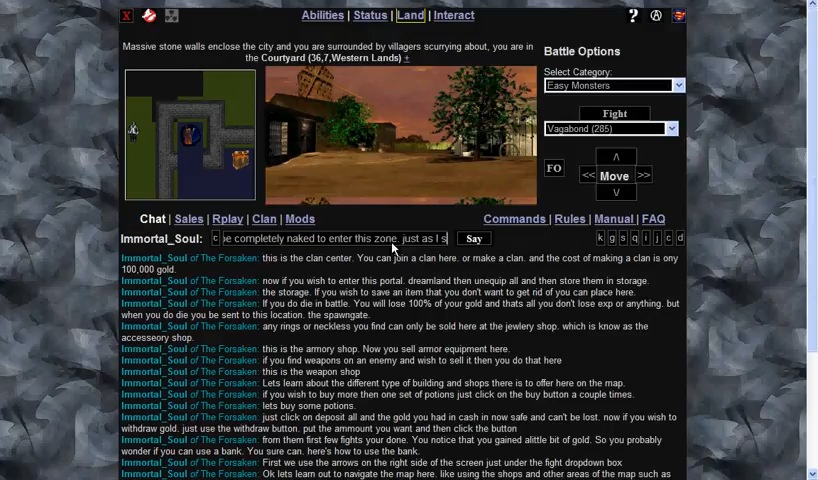 X Abilities | Status | Land | Interact ?
Massive stone walls enclose the city and you are surrounded by villagers scurrying about, you are in
the Courtyard (36,7,Western Lands) +
Battle Options
Select Category:
Easy Monsters
Fight
Vagabond (285)
FO
Λ
<< Move >>
V
Chat | Sales | Rplay | Clan | Mods Commands | Rules | Manual | FAQ
Immortal_Soul: c be completely naked to enter this zone. just as I s Say k g s q i j c d
Immortal_Soul of The Forsaken: this is the clan center. You can join a clan here. or make a clan. and the cost of making a clan is ony
100,000 gold.
Immortal_Soul of The Forsaken: now if you wish to enter this portal. dreamland then unequip all and then store them in storage.
Immortal_Soul of The Forsaken: the storage. If you wish to save an item that you don't want to get rid of you can place here.
Immortal_Soul of The Forsaken: If you do die in battle. You will lose 100% of your gold and thats all you don't lose exp or anything. but
when you do die you be sent to this location. the spawngate.
Immortal_Soul of The Forsaken: any rings or neckless you find can only be sold here at the jewlery shop. which is know as the
accesseory shop.
Immortal_Soul of The Forsaken: this is the armory shop. Now you sell armor equipment here.
Immortal_Soul of The Forsaken: if you find weapons on an enemy and wish to sell it then you do that here
Immortal_Soul of The Forsaken: this is the weapon shop
Immortal_Soul of The Forsaken: Lets learn about the different type of building and shops there is to offer here on the map.
Immortal_Soul of The Forsaken: if you wish to buy more then one set of potions just click on the buy button a couple times.
Immortal_Soul of The Forsaken: lets buy some potions.
Immortal_Soul of The Forsaken: just click on deposit all and the gold you had in cash in now safe and can't be lost. now if you wish to
withdraw gold. just use the withdraw button. put the ammount you want and then click the button
Immortal_Soul of The Forsaken: from them first few fights your done. You notice that you gained alittle bit of gold. So you probably
wonder if you can use a bank. You sure can. here's how to use the bank.
Immortal_Soul of The Forsaken: First we use the arrows on the right side of the screen just under the fight dropdown box
Immortal_Soul of The Forsaken: Ok lets learn out to navigate the map here. like using the shops and other areas of the map such as